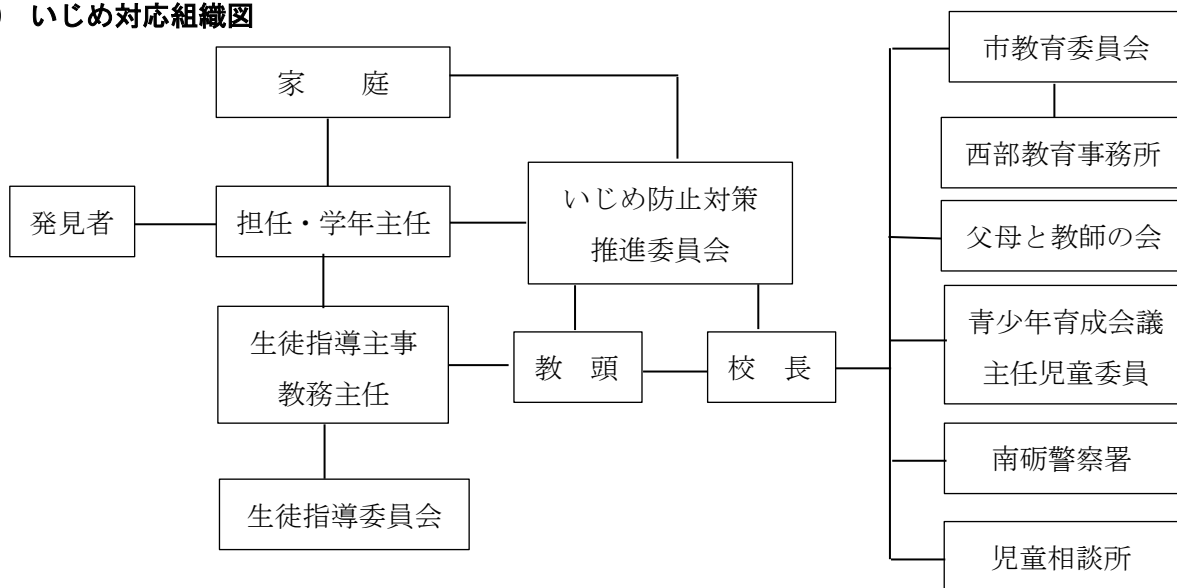 いじめ対応組織図
家　庭
発見者
担任・学年主任
いじめ防止対策
推進委員会
生徒指導主事
教務主任
教　頭
校　長
生徒指導委員会
市教育委員会
西部教育事務所
父母と教師の会
青少年育成会議
主任児童委員
南砺警察署
児童相談所